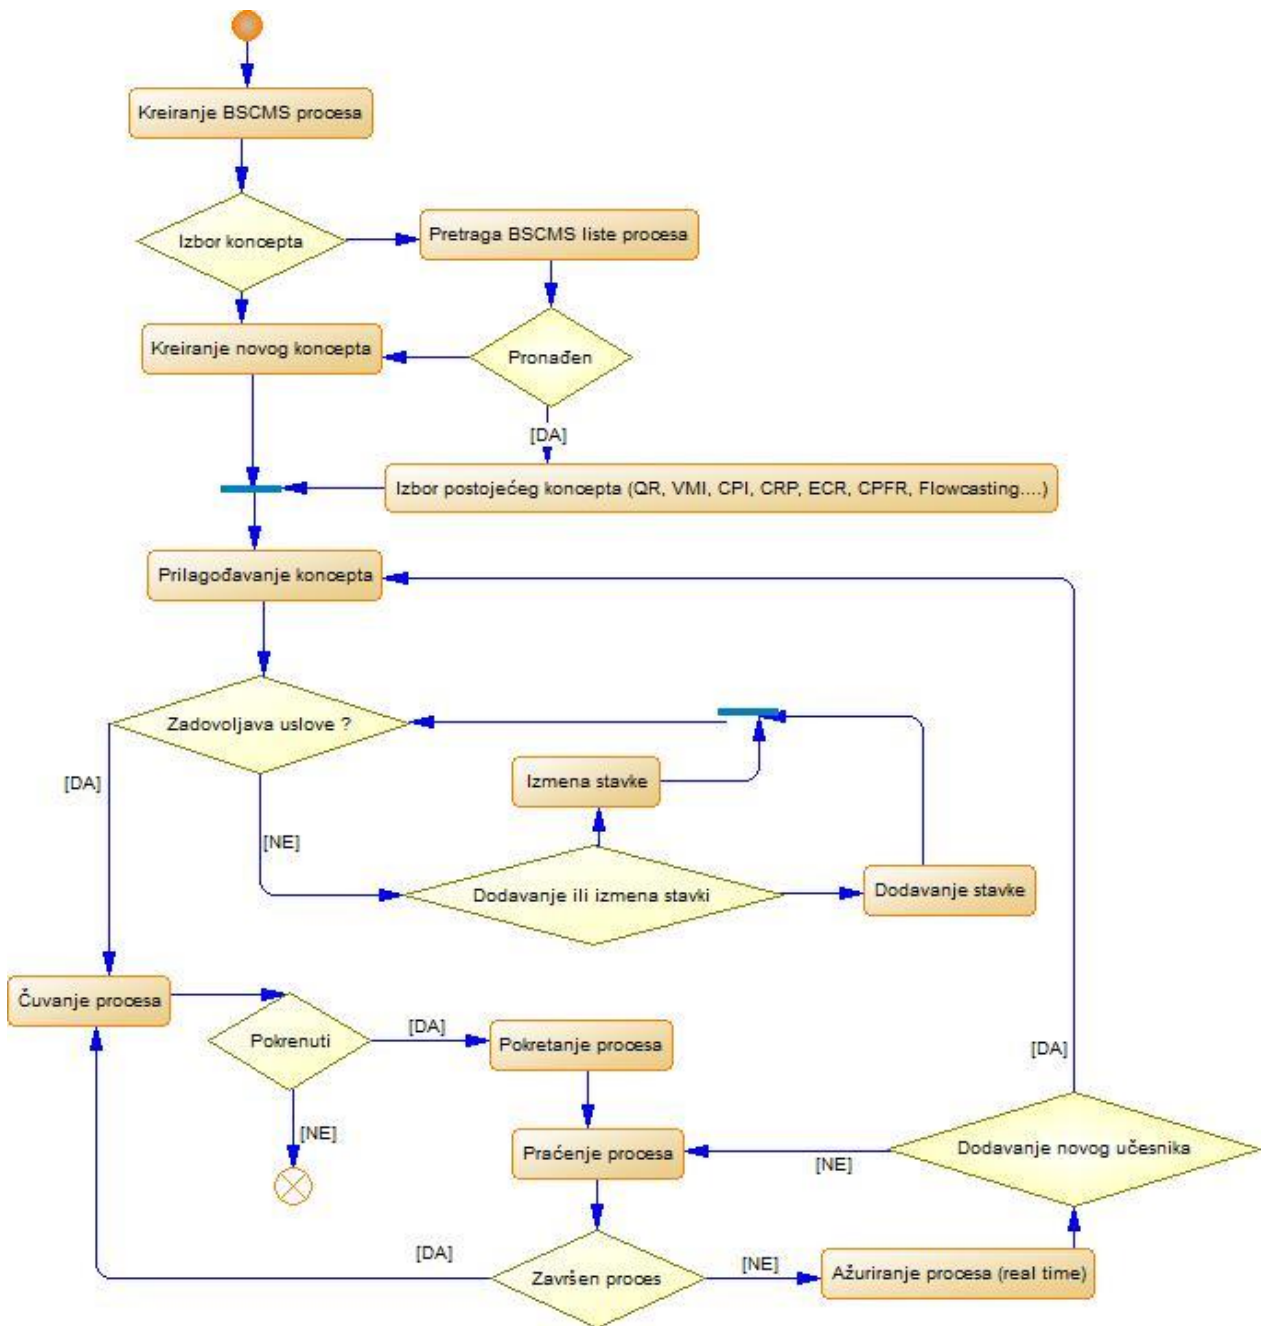 Kreiranje BSCMS procesa
Izbor koncepta
Pretraga BSCMS liste procesa
Kreiranje novog koncepta
Pronađen
[DA]
Izbor postojećeg koncepta (QR, VMI, CPI, CRP, ECR, CPFR, Flowcasting....)
Prilagođavanje koncepta
Zadovoljava uslove ?
[DA]
Izmena stavke
[NE]
Dodavanje ili izmena stavki
Dodavanje stavke
Čuvanje procesa
Pokrenuti
[DA]
Pokretanje procesa
[DA]
[NE]
Praćenje procesa
[NE]
Dodavanje novog učesnika
[DA]
Završen proces
[NE]
Ažuriranje procesa (real time)